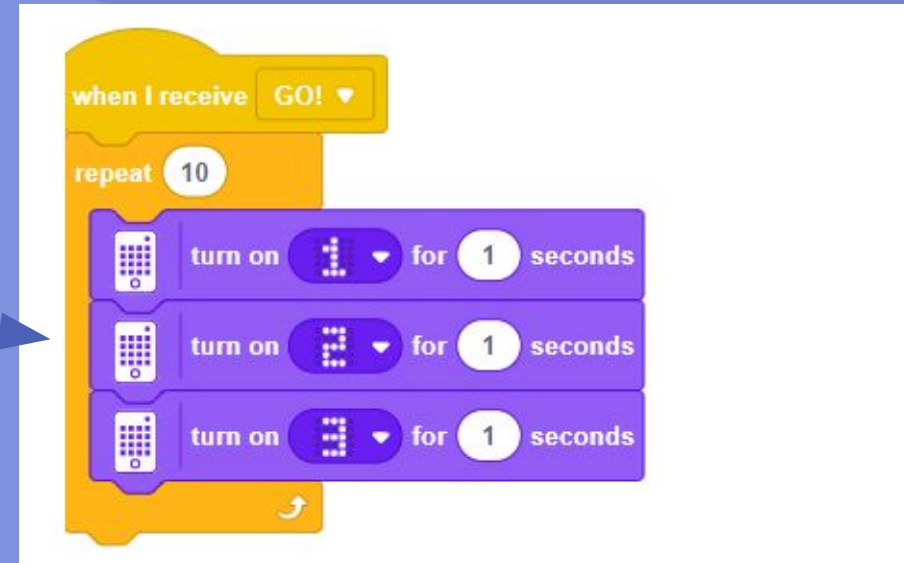 when I receive GO!
repeat 10
turn on 1 for 1 seconds
turn on 2 for 1 seconds
turn on 3 for 1 seconds